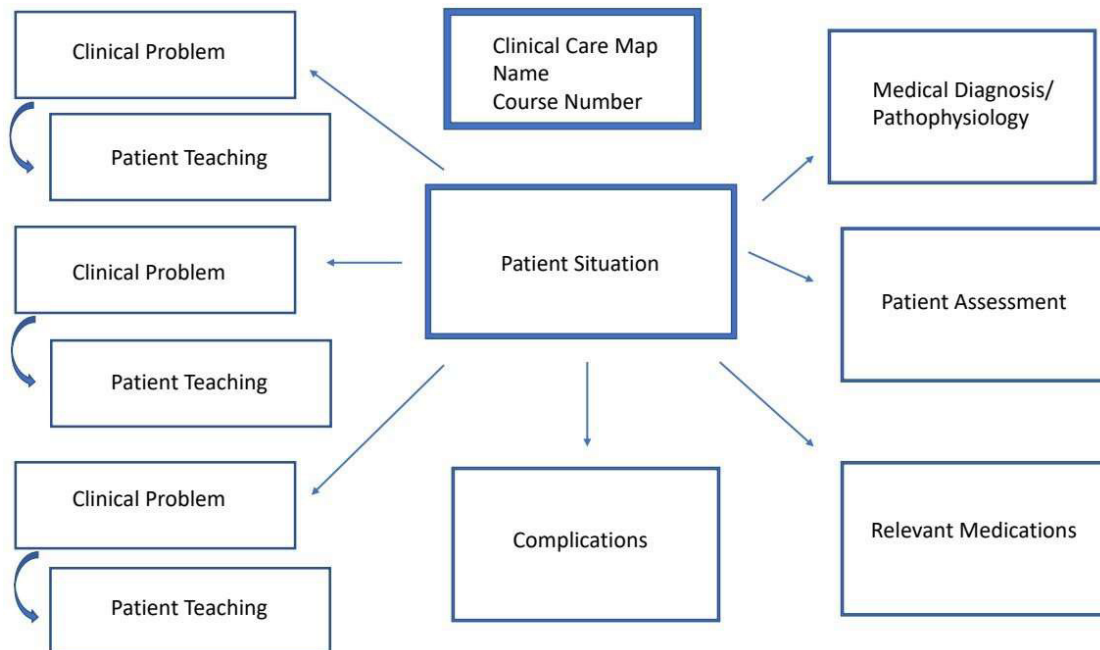 Clinical Care Map
Name
Course Number
Clinical Problem
Patient Teaching
Clinical Problem
Patient Teaching
Clinical Problem
Patient Teaching
Patient Situation
Complications
Medical Diagnosis/
Pathophysiology
Patient Assessment
Relevant Medications